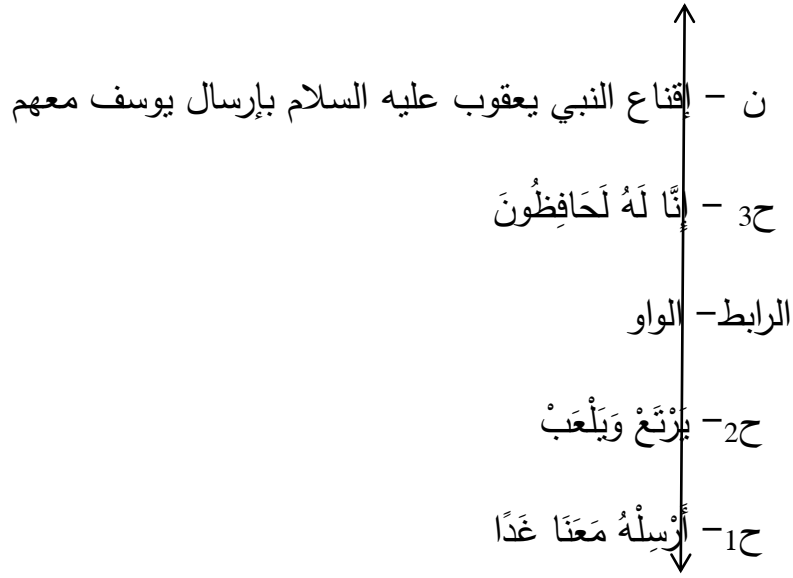 ن - إقناع النبي يعقوب عليه السلام بإرسال يوسف معهم
ح3 - إِنَّا لَهُ لَحَافِظُونَ
الرابط- الواو
ح2- يَرْتَعْ وَيَلْعَبْ
ح1- أَرْسِلْهُ مَعَنَا غَدًا